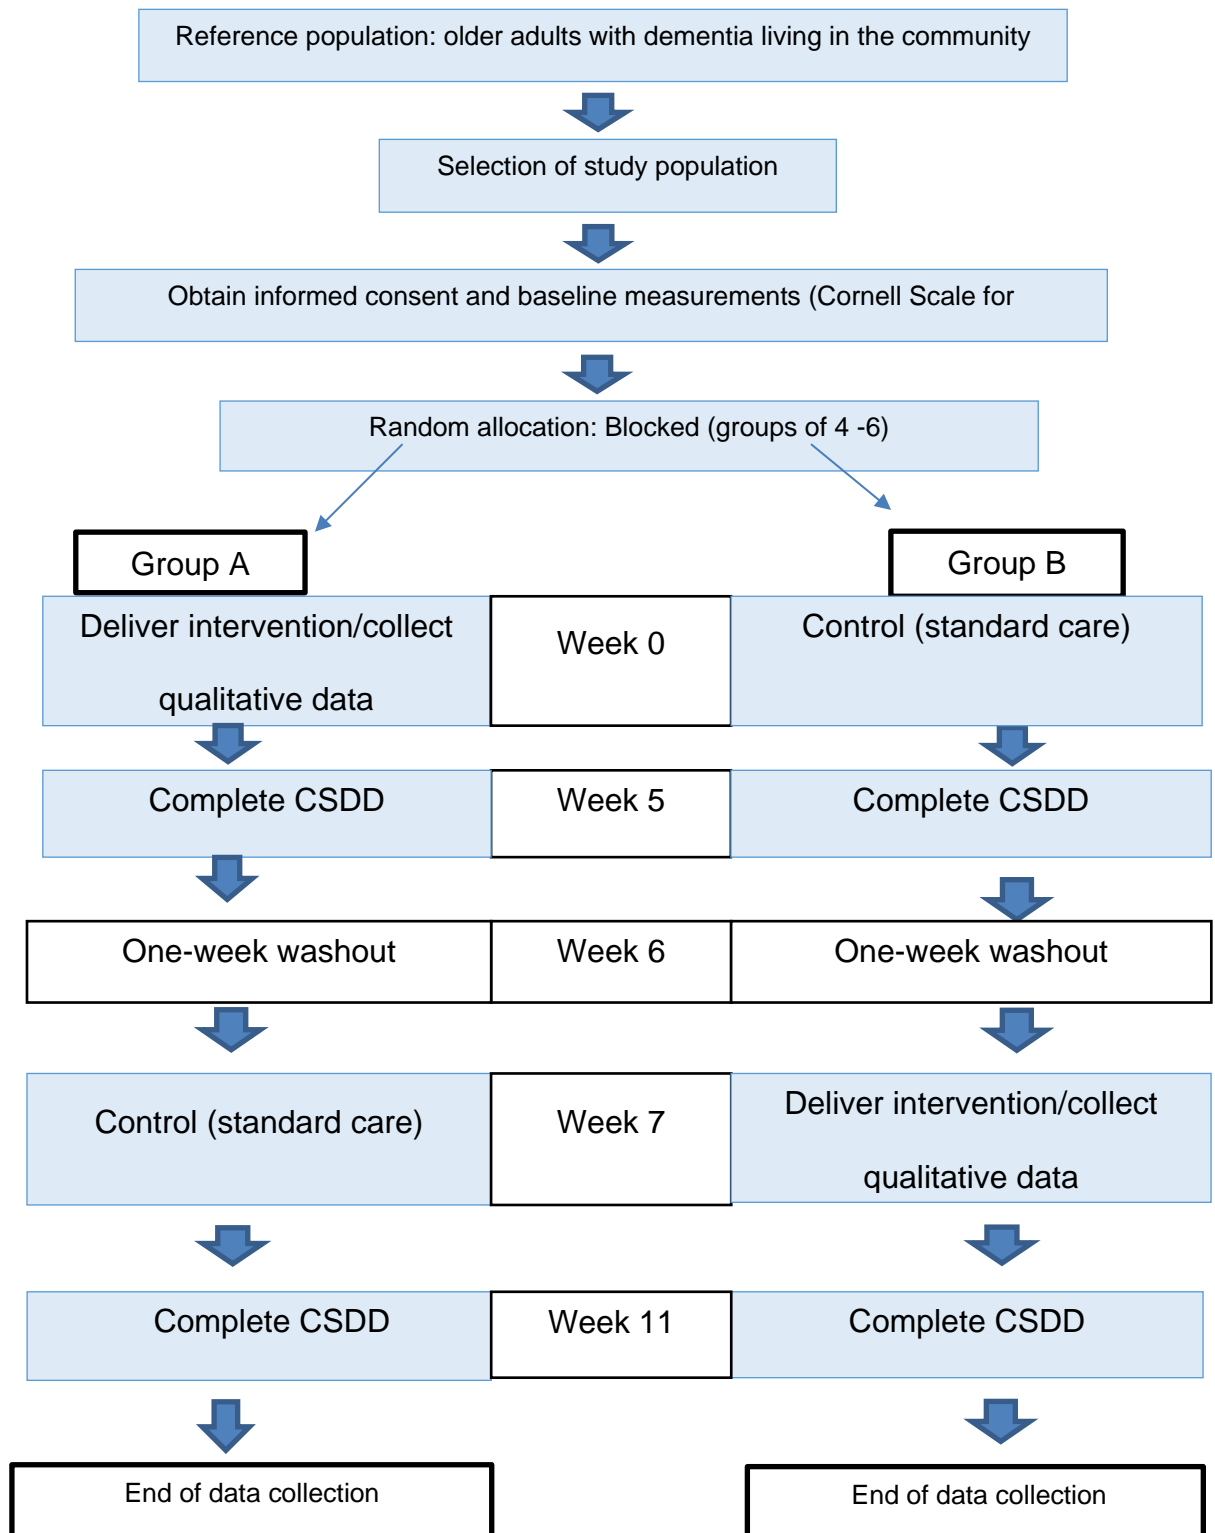 Reference population: older adults with dementia living in the community
Selection of study population
Obtain informed consent and baseline measurements (Cornell Scale for
Random allocation: Blocked (groups of 4 -6)
Group A
Group B
Deliver intervention/collect
qualitative data
Week 0
Control (standard care)
Complete CSDD
Week 5
Complete CSDD
One-week washout
Week 6
One-week washout
Control (standard care)
Week 7
Deliver intervention/collect
qualitative data
Complete CSDD
Week 11
Complete CSDD
End of data collection
End of data collection